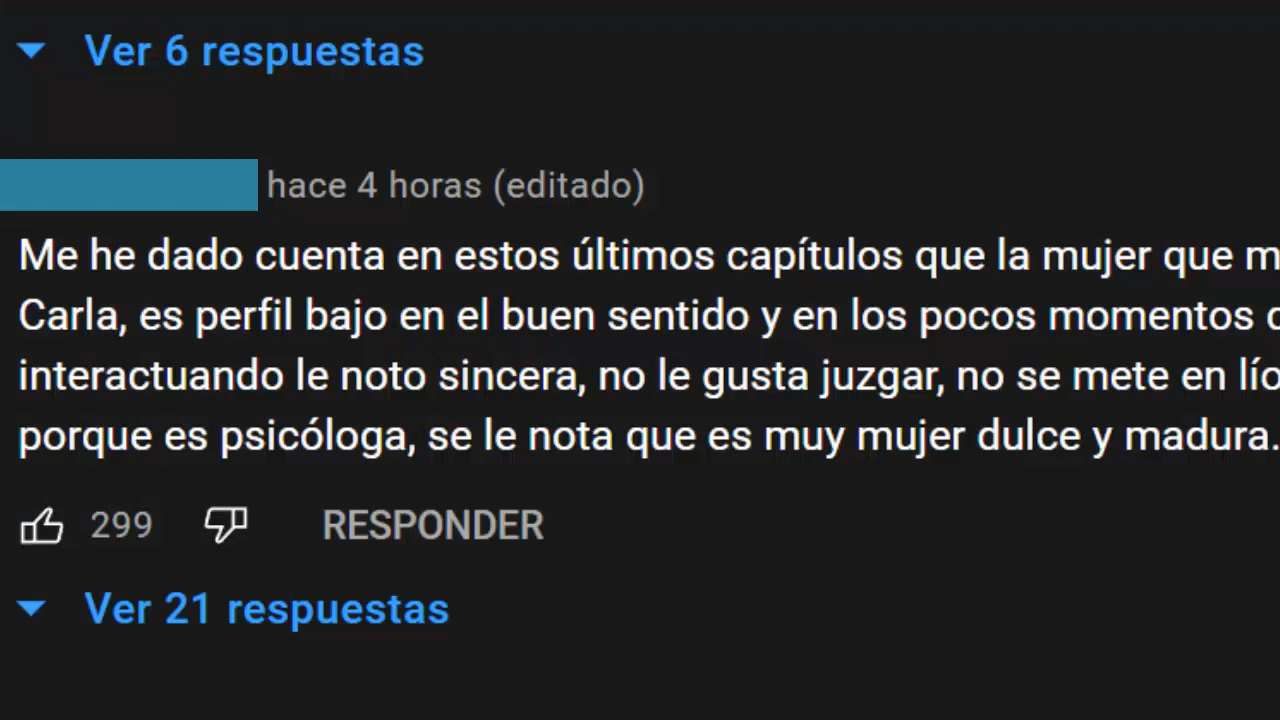 Ver 6 respuestas
hace 4 horas (editado)
Me he dado cuenta en estos últimos capítulos que la mujer que
Carla, es perfil bajo en el buen sentido y en los pocos momentos
interactuando le noto sincera, no le gusta juzgar, no se mete en
porque es psicóloga, se le nota que es muy mujer dulce y madura.
299 RESPONDER
Ver 21 respuestas